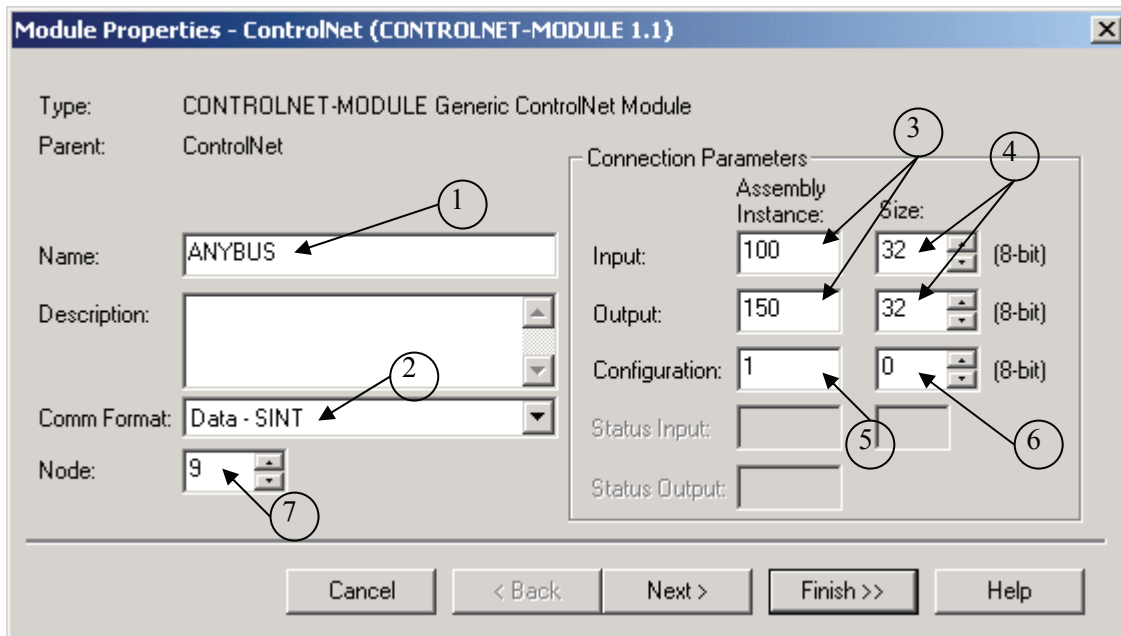 Module Properties - ControlNet (CONTROLNET-MODULE 1.1)
Type: CONTROLNET-MODULE Generic ControlNet Module
Parent: ControlNet
Name: ANYBUS
Description:
Comm Format: Data - SINT
Node: 9
1
2
7
Connection Parameters
3
4
Assembly
Instance: Size:
Input: 100 32 (8-bit)
Output: 150 32 (8-bit)
Configuration: 1 0 (8-bit)
Status Input:
5
6
Status Output:
Cancel < Back Next > Finish >> Help